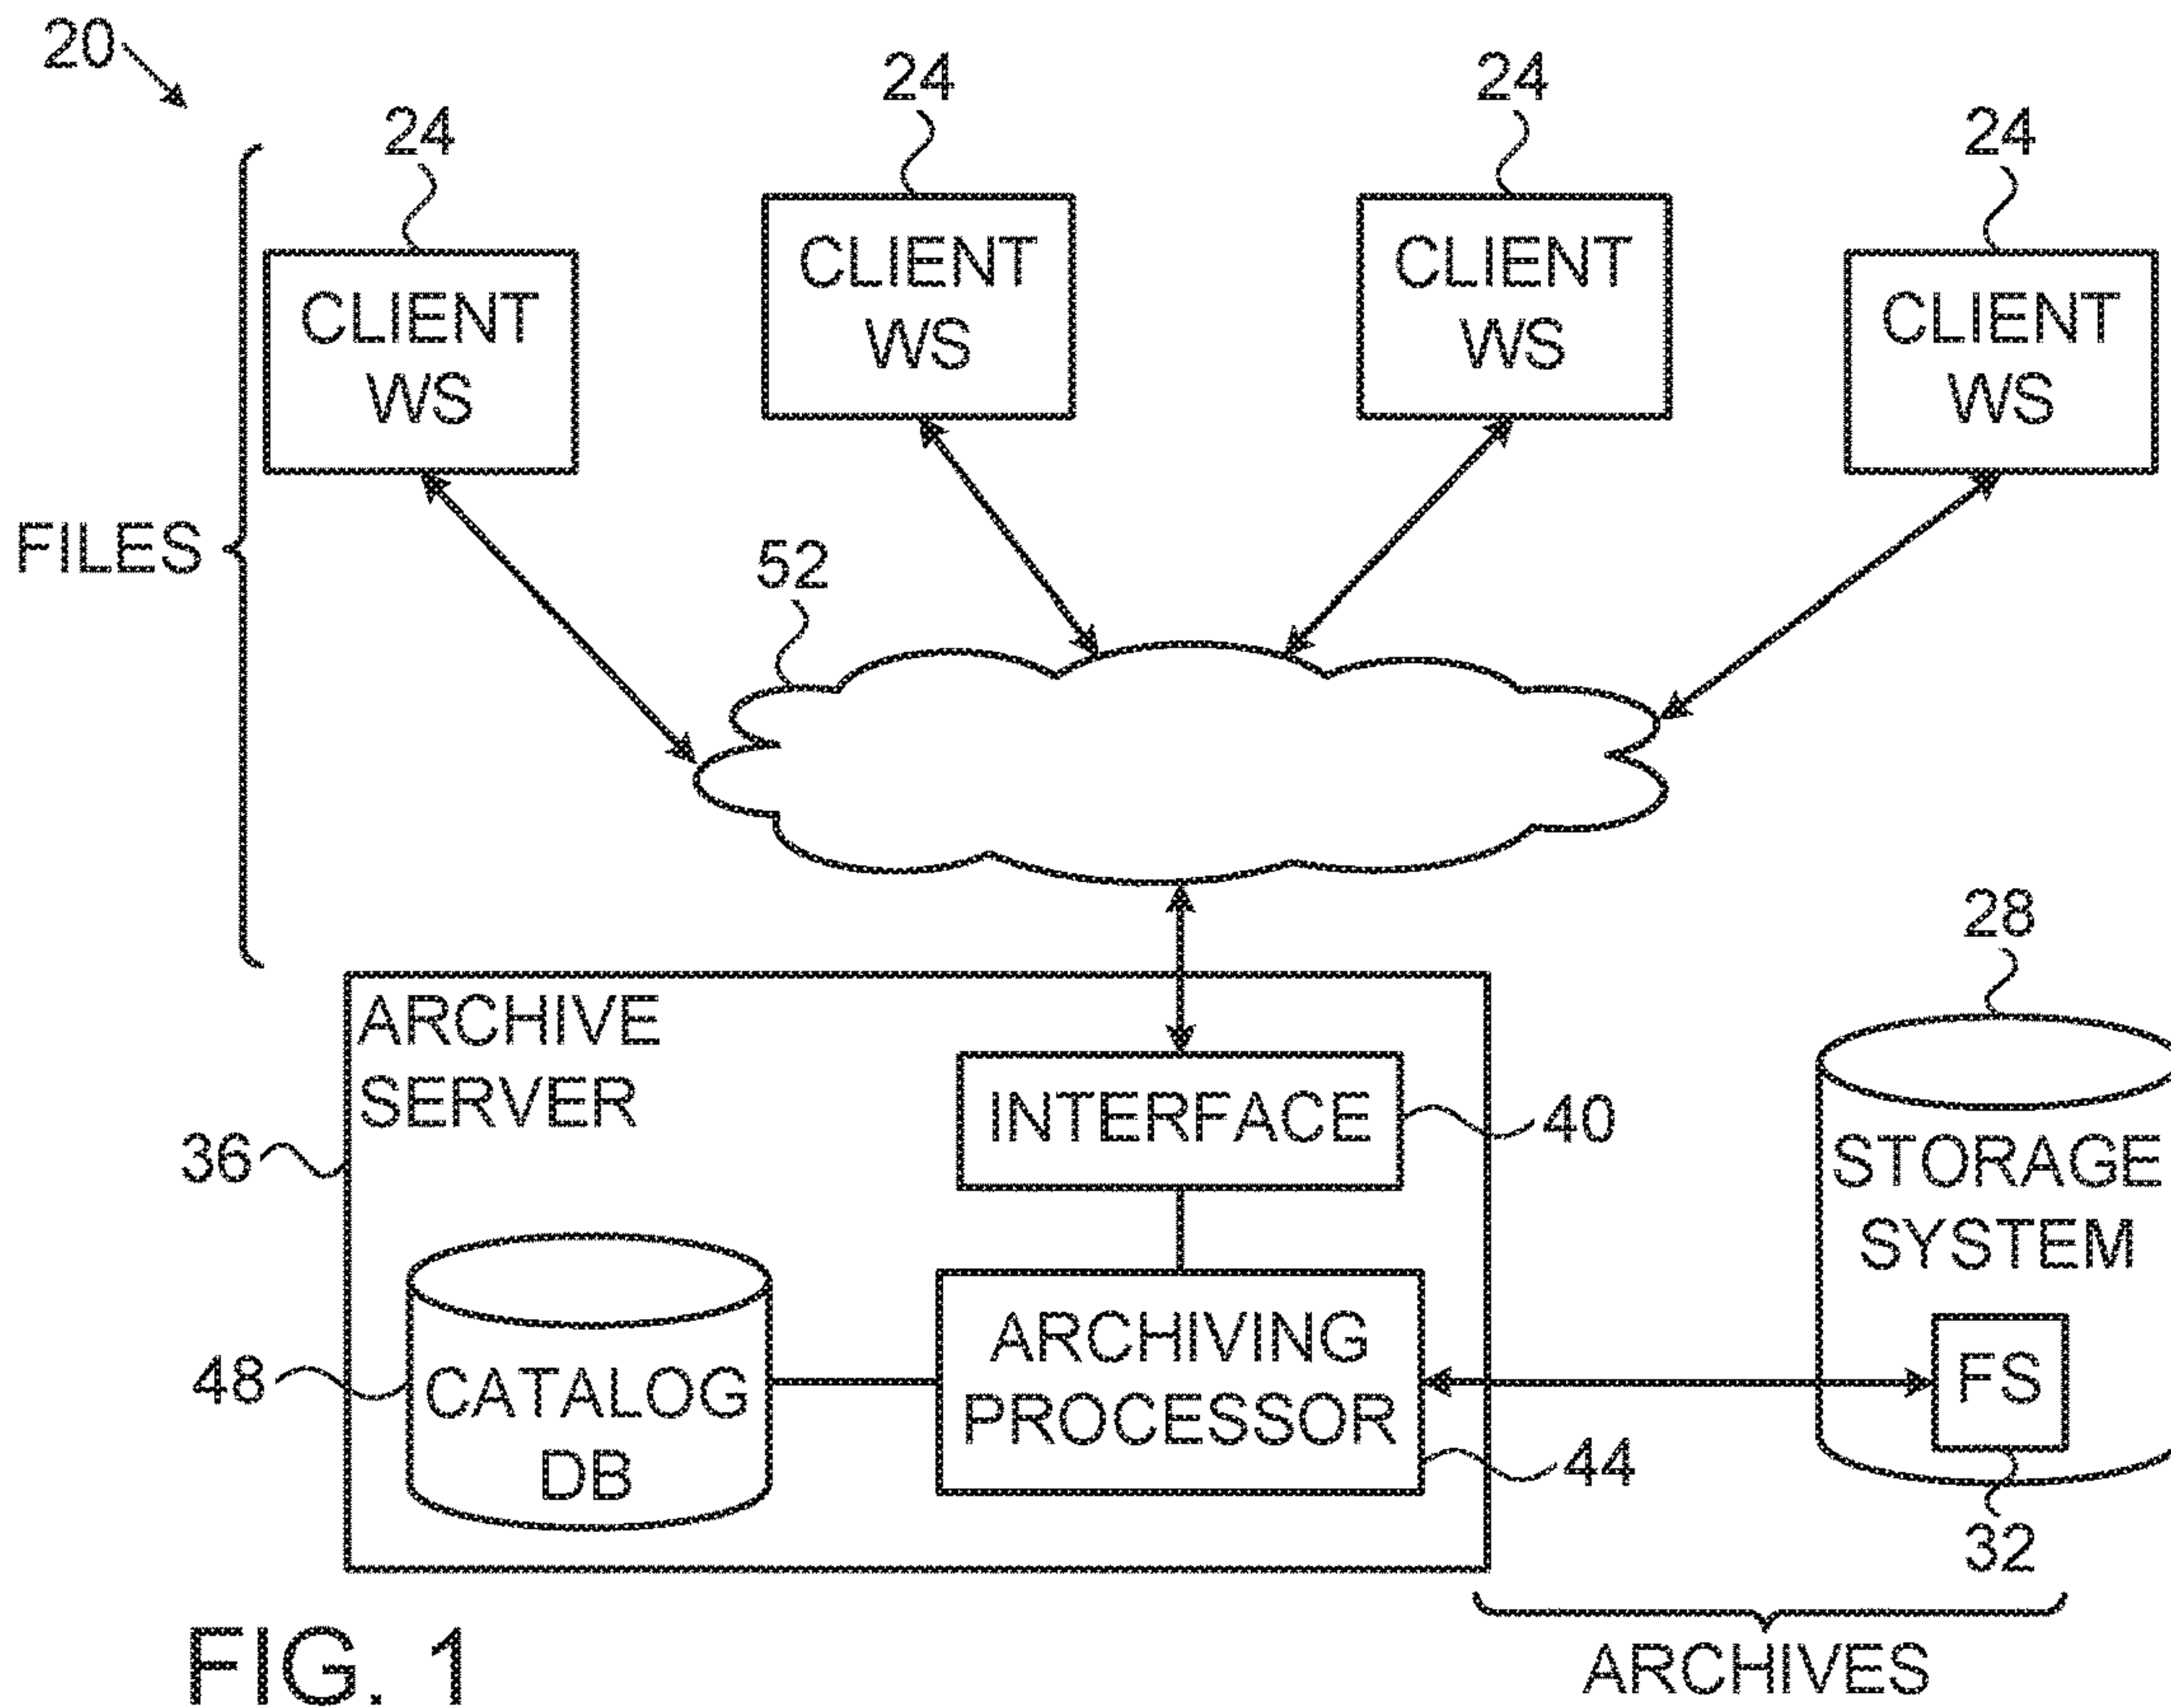 20
24
24
24
24
CLIENT
WS
CLIENT
WS
CLIENT
WS
CLIENT
WS
FILES
52
28
ARCHIVE
SERVER
INTERFACE
40
36
STORAGE
SYSTEM
48
CATALOG
DB
ARCHIVING
PROCESSOR
44
FS
32
ARCHIVES
FIG. 1